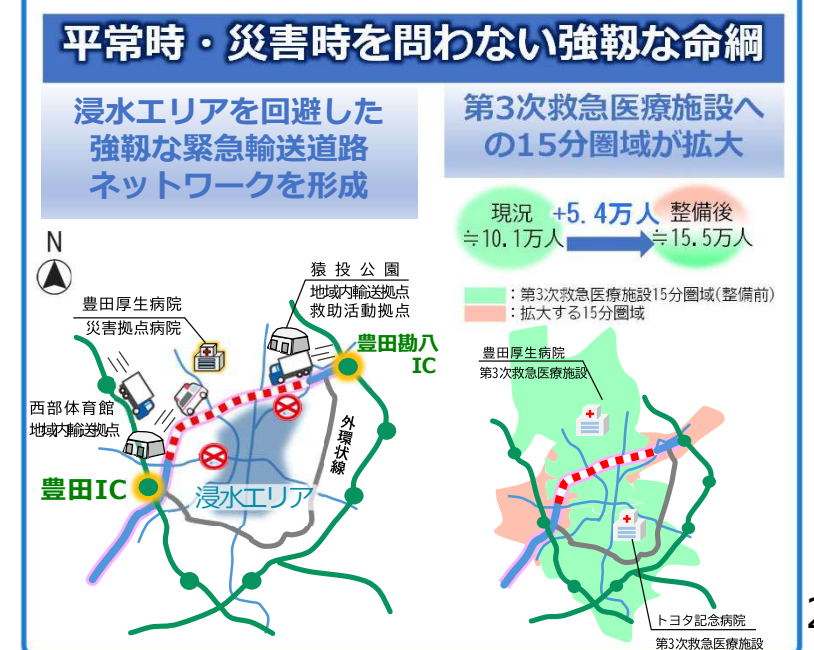 平常時・災害時を問わない強靱な命綱
浸水エリアを回避した
強靱な緊急輸送道路
ネットワークを形成
N
猿投公園
地域内輸送拠点
救助活動拠点
豊田厚生病院
災害拠点病院
豊田勘八
IC
西部体育館
地域内輸送拠点
外環状線
豊田IC
浸水エリア
第3次救急医療施設へ
の15分圏域が拡大
現況
≒10.1万人
+5.4万人
整備後
≒15.5万人
:第3次救急医療施設15分圏域(整備前)
:拡大する15分圏域
豊田厚生病院
第3次救急医療施設
トヨタ記念病院
第3次救急医療施設
2